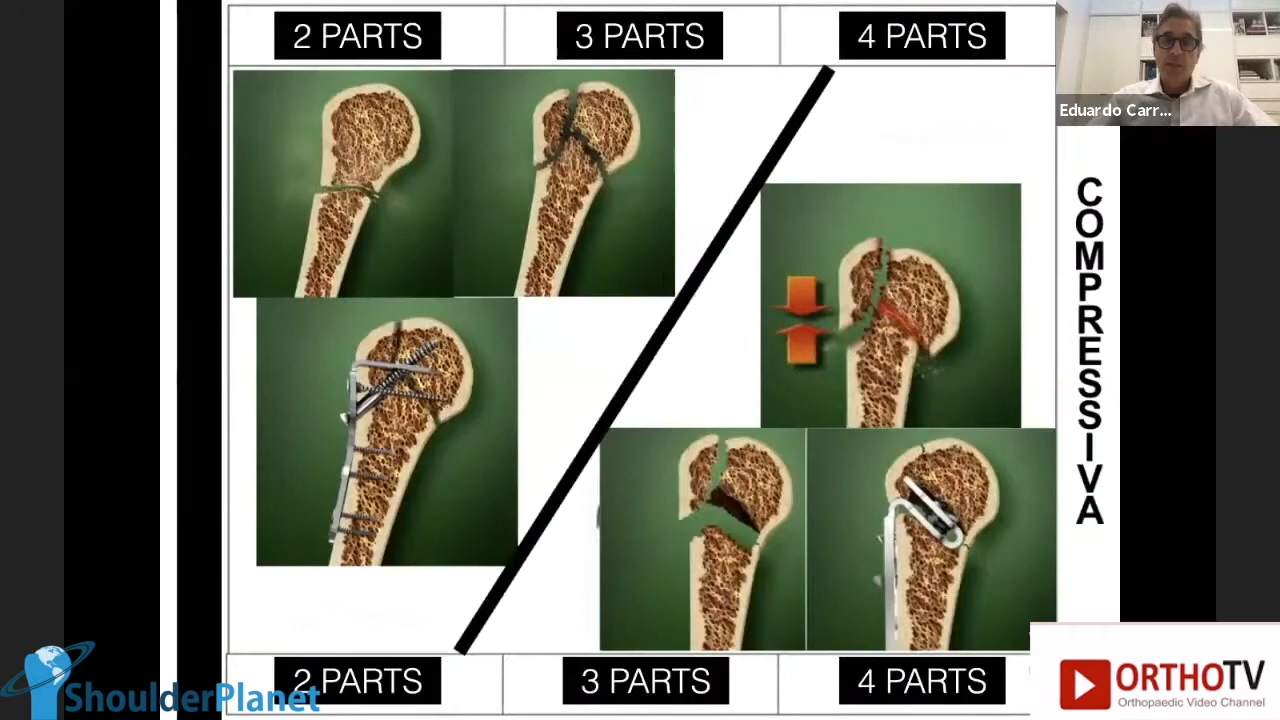 2 PARTS
3 PARTS
4 PARTS
Eduardo Carr...
COMPRESSIVA
2 PARTS
3 PARTS
4 PARTS
ShoulderPlanet
ORTHOTV
Orthopaedic Video Channel